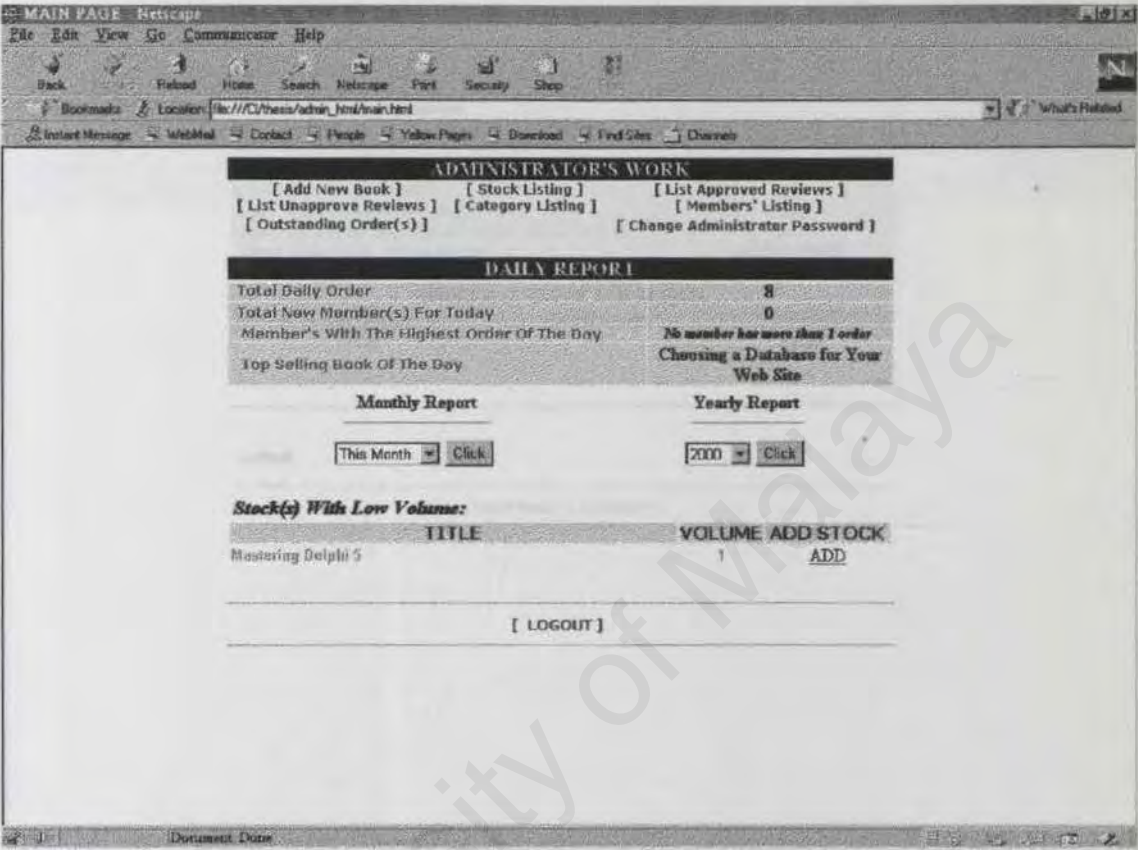 MAIN PAGE - Netscape
File Edit View Go Communicator Help
Back Reload Home Search Netscape Print Security Shop
Bookmarks Location: file:///C|/thesis/admin_html/main.html What's Related
Instant Message WebMail Contact People Yellow Pages Download Find Sites Channels
ADMINISTRATOR'S WORK
[ Add New Book ] [ Stock Listing ] [ List Approved Reviews ]
[ List Unapprove Reviews ] [ Category Listing ] [ Members' Listing ]
[ Outstanding Order(s) ] [ Change Administrator Password ]
DAILY REPORT
Total Daily Order 8
Total New Member(s) For Today 0
Member's With The Highest Order Of The Day No member has more than 1 order
Top Selling Book Of The Day Choosing a Database for Your
Web Site
Monthly Report Yearly Report
This Month Click 2000 Click
Stock(s) With Low Volume:
TITLE VOLUME ADD STOCK
Mastering Delphi 5 1 ADD
[ LOGOUT ]
Document: Done
ity of Malaya